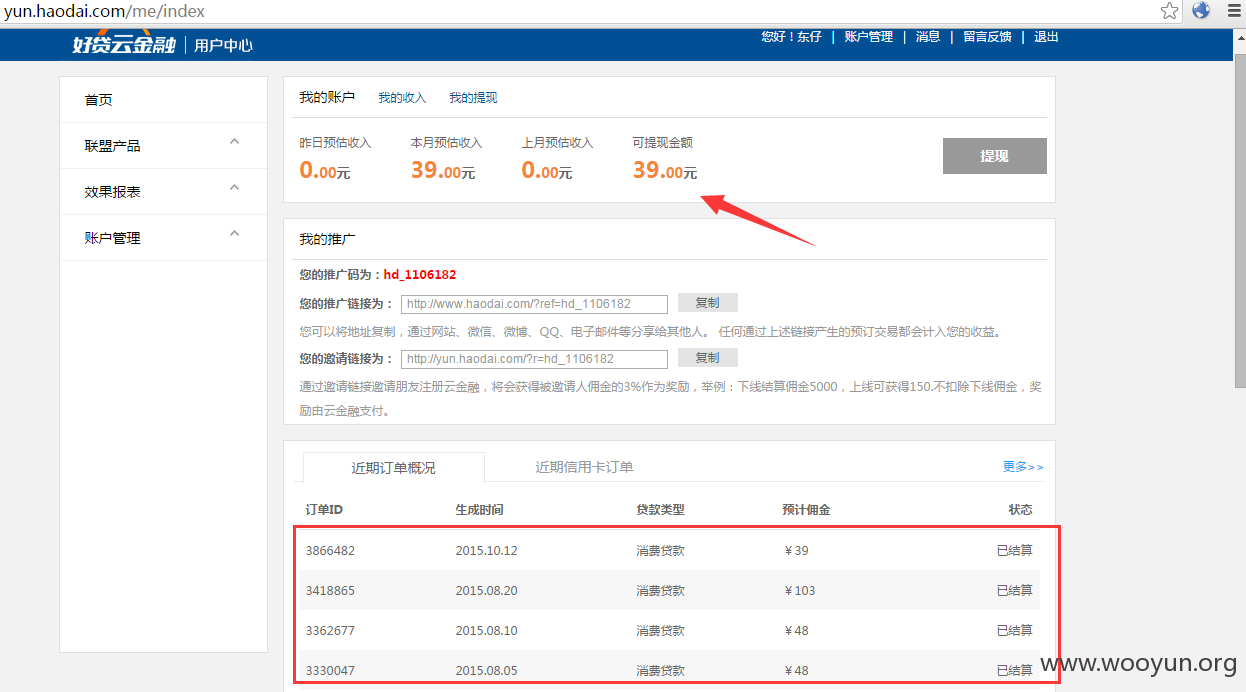 yun.haodai.com/me/index
好贷云金融 | 用户中心
您好！东仔 | 账户管理 | 消息 | 留言反馈 | 退出
首页
联盟产品
效果报表
账户管理
我的账户 我的收入 我的提现
昨日预估收入 本月预估收入 上月预估收入 可提现金额
0.00元 39.00元 0.00元 39.00元
提现
我的推广
您的推广码为：hd_1106182
您的推广链接为： http://www.haodai.com/?ref=hd_1106182 复制
您可以将地址复制，通过网站、微信、微博、QQ、电子邮件等分享给其他人。 任何通过上述链接产生的预订交易都会计入您的收益。
您的邀请链接为： http://yun.haodai.com/?r=hd_1106182 复制
通过邀请链接邀请朋友注册云金融，将会获得被邀请人佣金的3%作为奖励，举例：下线结算佣金5000，上线可获得150.不扣除下线佣金，奖
励由云金融支付。
近期订单概况 近期信用卡订单 更多>>
订单ID 生成时间 贷款类型 预计佣金 状态
3866482 2015.10.12 消费贷款 ￥39 已结算
3418865 2015.08.20 消费贷款 ￥103 已结算
3362677 2015.08.10 消费贷款 ￥48 已结算
3330047 2015.08.05 消费贷款 ￥48 已结算
www.wooyun.org